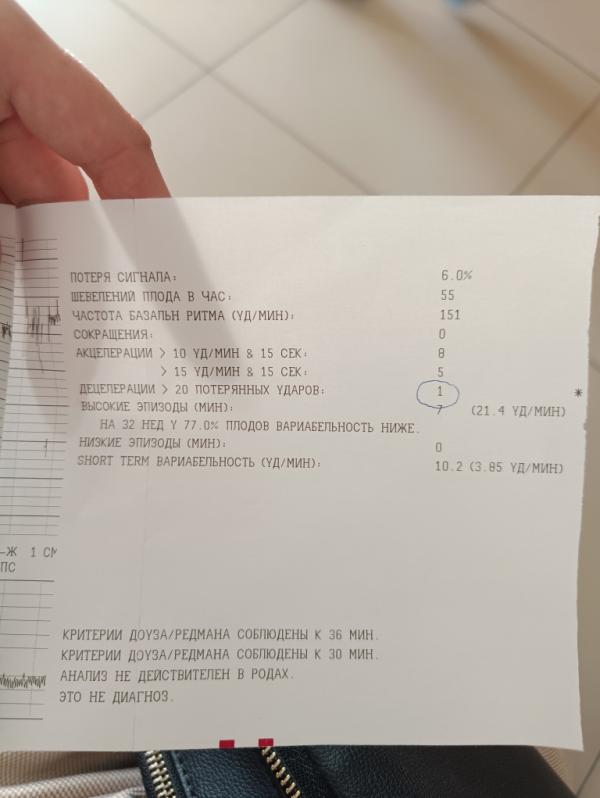 ПОТЕРЯ СИГНАЛА: 6.0%
ШЕВЕЛЕНИЙ ПЛОДА В ЧАС: 55
ЧАСТОТА БАЗАЛЬН РИТМА (УД/МИН): 151
СОКРАЩЕНИЯ: 0
АКЦЕЛЕРАЦИИ > 10 УД/МИН & 15 СЕК: 8
> 15 УД/МИН & 15 СЕК: 5
ДЕЦЕЛЕРАЦИИ > 20 ПОТЕРЯННЫХ УДАРОВ: 1 *
ВЫСОКИЕ ЭПИЗОДЫ (МИН): 7 (21.4 УД/МИН)
НА 32 НЕД У 77.0% ПЛОДОВ ВАРИАБЕЛЬНОСТЬ НИЖЕ.
НИЗКИЕ ЭПИЗОДЫ (МИН): 0
SHORT TERM ВАРИАБЕЛЬНОСТЬ (УД/МИН): 10.2 (3.85 УД/МИН)
-Ж 1 СМ
ПС
КРИТЕРИИ ДОУЗА/РЕДМАНА СОБЛЮДЕНЫ К 36 МИН.
КРИТЕРИИ ДОУЗА/РЕДМАНА СОБЛЮДЕНЫ К 30 МИН.
АНАЛИЗ НЕ ДЕЙСТВИТЕЛЕН В РОДАХ.
ЭТО НЕ ДИАГНОЗ.